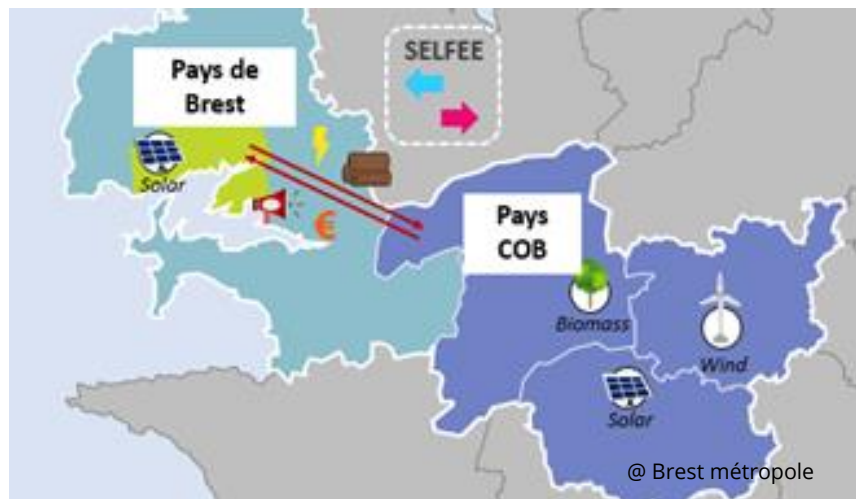 SELFEE
Pays de
Brest
Solar
€
Pays
COB
Biomass
Wind
Solar
@ Brest métropole